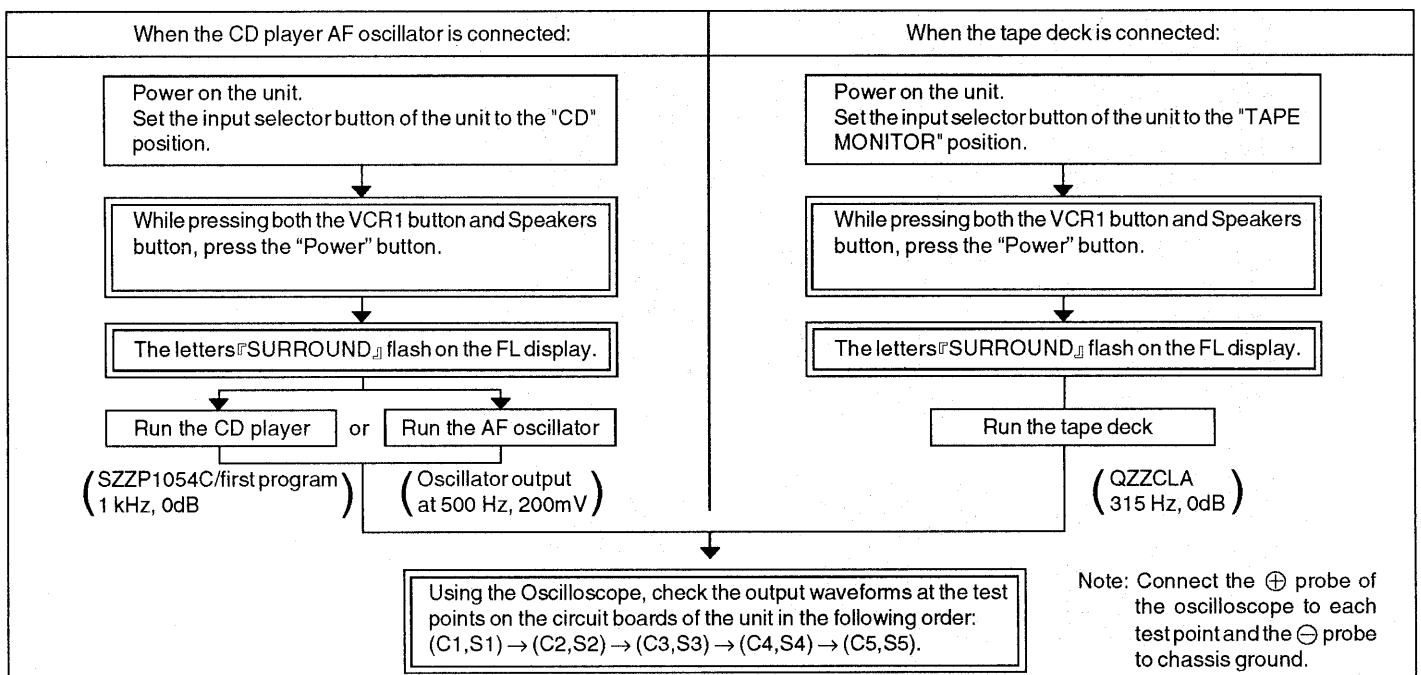 When the CD player AF oscillator is connected:
Power on the unit.
Set the input selector button of the unit to the "CD"
position.
While pressing both the VCR1 button and Speakers
button, press the “Power” button.
The letters『SURROUND』flash on the FL display.
Run the CD player or Run the AF oscillator
(SZZP1054C/first program
1 kHz, 0dB)
(Oscillator output
at 500 Hz, 200mV)
When the tape deck is connected:
Power on the unit.
Set the input selector button of the unit to the "TAPE
MONITOR" position.
While pressing both the VCR1 button and Speakers
button, press the “Power” button.
The letters『SURROUND』flash on the FL display.
Run the tape deck
(QZZCLA
315 Hz, 0dB)
Using the Oscilloscope, check the output waveforms at the test
points on the circuit boards of the unit in the following order:
(C1,S1) → (C2,S2) → (C3,S3) → (C4,S4) → (C5,S5).
Note: Connect the ⊕ probe of
the oscilloscope to each
test point and the ⊖ probe
to chassis ground.